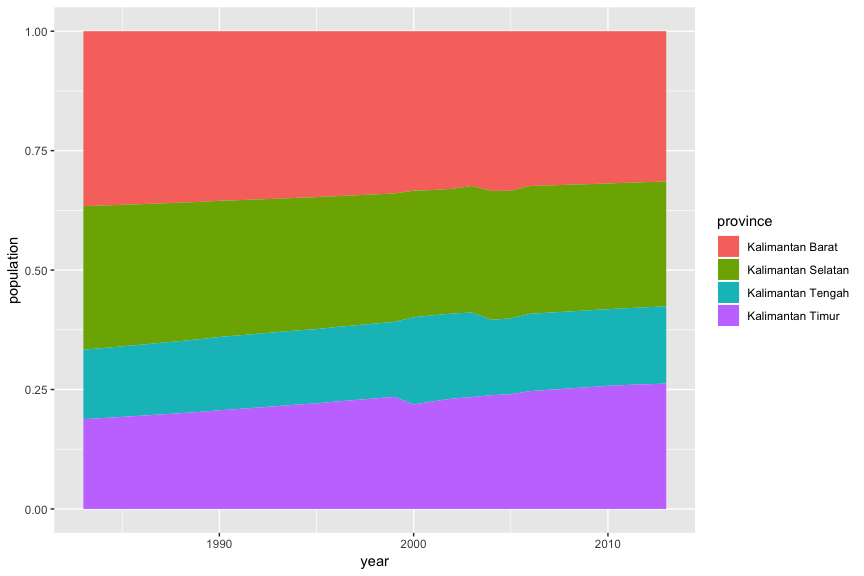 1.00
0.75
0.50
0.25
0.00
population
1990
2000
2010
year
province
Kalimantan Barat
Kalimantan Selatan
Kalimantan Tengah
Kalimantan Timur